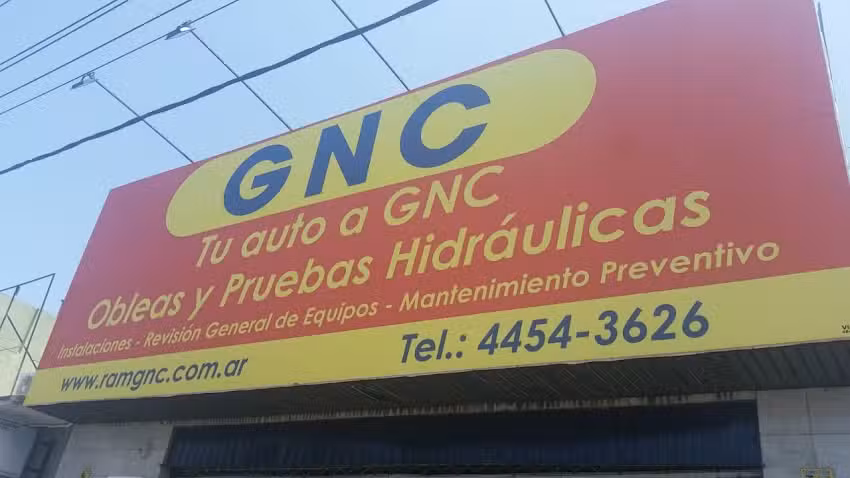 GNC
Tu auto a GNC
Obleas y Pruebas Hidráulicas
Instalaciones - Revisión General de Equipos - Mantenimiento Preventivo
www.ramgnc.com.ar Tel.: 4454-3626